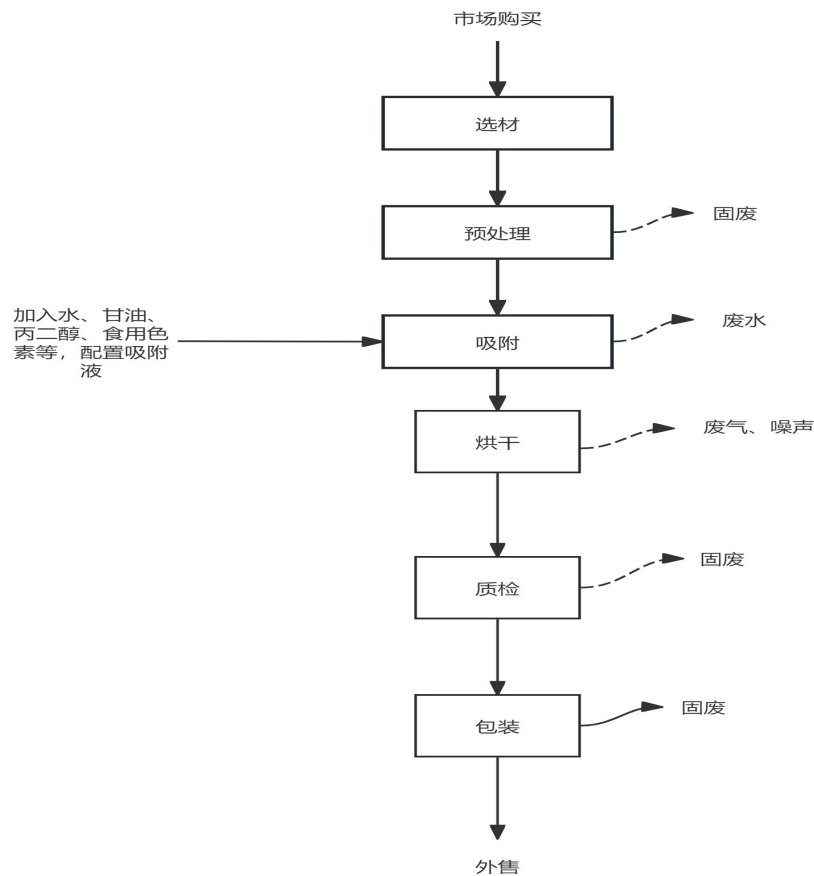 市场购买
选材
预处理
固废
加入水、甘油、
丙二醇、食用色
素等，配置吸附
液
吸附
废水
烘干
废气、噪声
质检
固废
包装
固废
外售